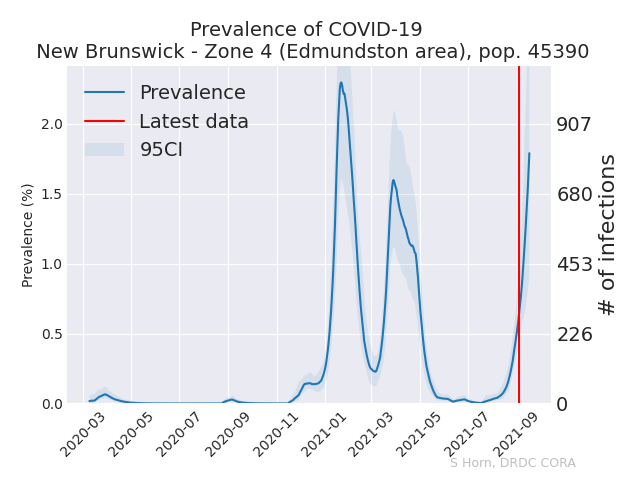 Prevalence of COVID-19
New Brunswick - Zone 4 (Edmundston area), pop. 45390
Prevalence
Latest data
95CI
Prevalence (%)
2.0
1.5
1.0
0.5
0.0
907
680
453
226
0
# of infections
2020-03
2020-05
2020-07
2020-09
2020-11
2021-01
2021-03
2021-05
2021-07
2021-09
S Horn, DRDC CORA